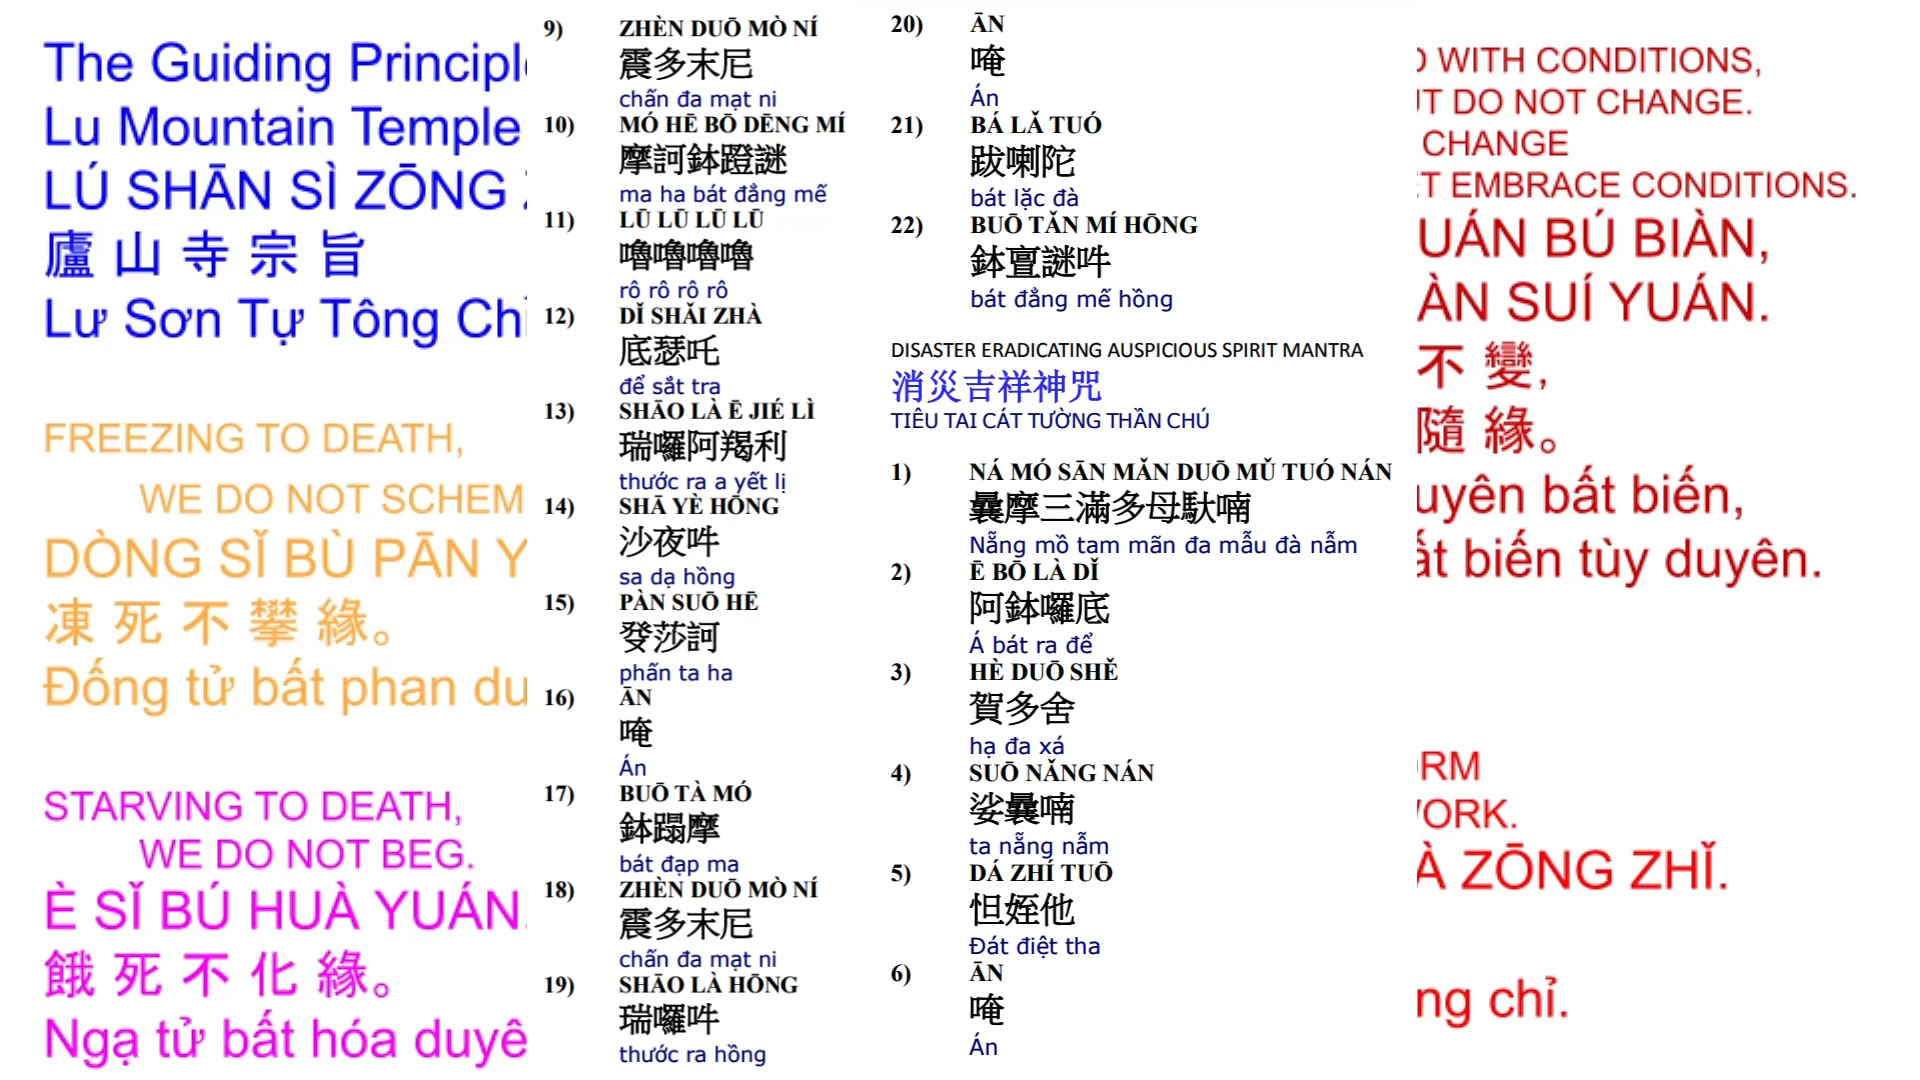 The Guiding Principl
Lu Mountain Temple
LÚ SHĀN SÌ ZŌNG
廬 山 寺 宗 旨
Lư Sơn Tự Tông Chỉ
FREEZING TO DEATH,
WE DO NOT SCHEM
DÒNG SǏ BÙ PĀN Y
凍 死 不 攀 緣。
Đống tử bất phan du
STARVING TO DEATH,
WE DO NOT BEG.
È SǏ BÚ HUÀ YUÁN.
餓 死 不 化 緣。
Ngạ tử bất hóa duyê
9) ZHÈN DUŌ MÒ NÍ
震多末尼
chấn đa mạt ni
10) MÓ HĒ BŌ DĒNG MÍ
摩訶鉢蹬謎
ma ha bát đẳng mế
11) LŪ LŪ LŪ LŪ
嚕嚕嚕嚕
rô rô rô rô
12) DǏ SHǍI ZHÀ
底瑟吒
để sắt tra
13) SHĀO LÀ Ē JIÉ LÌ
瑞囉阿羯利
thước ra a yết lị
14) SHĀ YÈ HŌNG
沙夜吽
sa dạ hồng
15) PÀN SUŌ HĒ
癹莎訶
phấn ta ha
16) ĀN
唵
Án
17) BUŌ TÀ MÓ
鉢蹋摩
bát đạp ma
18) ZHÈN DUŌ MÒ NÍ
震多末尼
chấn đa mạt ni
19) SHĀO LÀ HŌNG
瑞囉吽
thước ra hồng
20) ĀN
唵
Án
21) BÁ LǍ TUÓ
跋喇陀
bát lặc đà
22) BUŌ TǍN MÍ HŌNG
鉢亶謎吽
bát đẳng mế hồng
DISASTER ERADICATING AUSPICIOUS SPIRIT MANTRA
消災吉祥神咒
TIÊU TAI CÁT TƯỜNG THẦN CHÚ
1) NÁ MÓ SĀN MǍN DUŌ MǓ TUÓ NÁN
曩摩三滿多母馱喃
Nẵng mồ tam mãn đa mẫu đà nẫm
2) Ē BŌ LÀ DǏ
阿鉢囉底
Á bát ra để
3) HÈ DUŌ SHĚ
賀多舍
hạ đa xá
4) SUŌ NǍNG NÁN
娑曩喃
ta nẵng nẫm
5) DÁ ZHÍ TUŌ
怛姪他
Đát điệt tha
6) ĀN
唵
Án
WITH CONDITIONS,
UT DO NOT CHANGE.
CHANGE
ET EMBRACE CONDITIONS.
UÁN BÚ BIÀN,
ÀN SUÍ YUÁN.
不 變,
隨 緣。
uyên bất biến,
ất biến tùy duyên.
RM
ORK.
À ZŌNG ZHǏ.
ng chỉ.